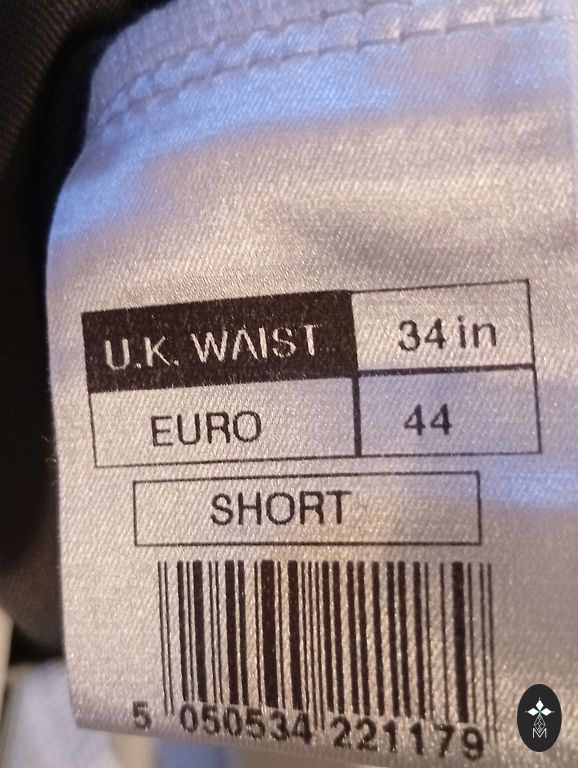 U.K. WAIST 34 in
EURO 44
SHORT
5 050534 221179
M